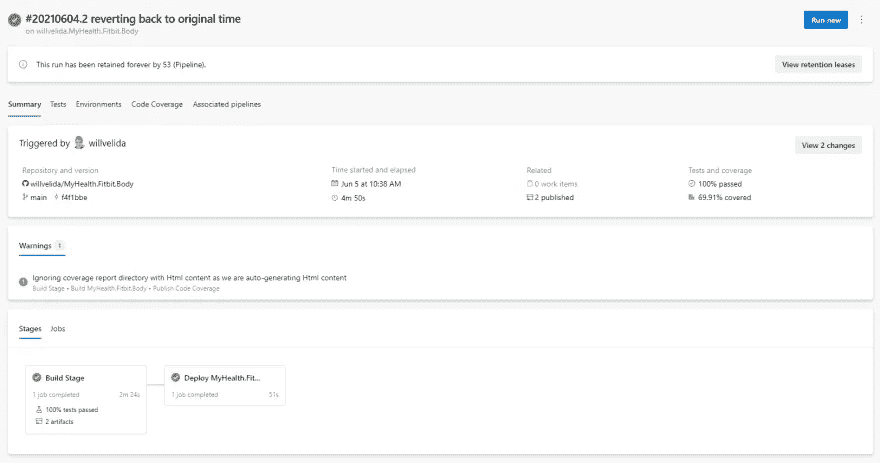 #20210604.2 reverting back to original time
Run new
on willvelida.MyHealth.Fitbit.Body
This run has been retained forever by 53 (Pipeline).
View retention leases
Summary Tests Environments Code Coverage Associated pipelines
Triggered by willvelida
View 2 changes
Repository and version
willvelida/MyHealth.Fitbit.Body
main f4f1bbe
Time started and elapsed
Jun 5 at 10:38 AM
4m 50s
Related
0 work items
2 published
Tests and coverage
100% passed
69.91% covered
Warnings 1
Ignoring coverage report directory with Html content as we are auto-generating Html content
Build Stage • Build MyHealth.Fitbit.Body • Publish Code Coverage
Stages Jobs
Build Stage
1 job completed 2m 24s
100% tests passed
2 artifacts
Deploy MyHealth.Fit...
1 job completed 51s